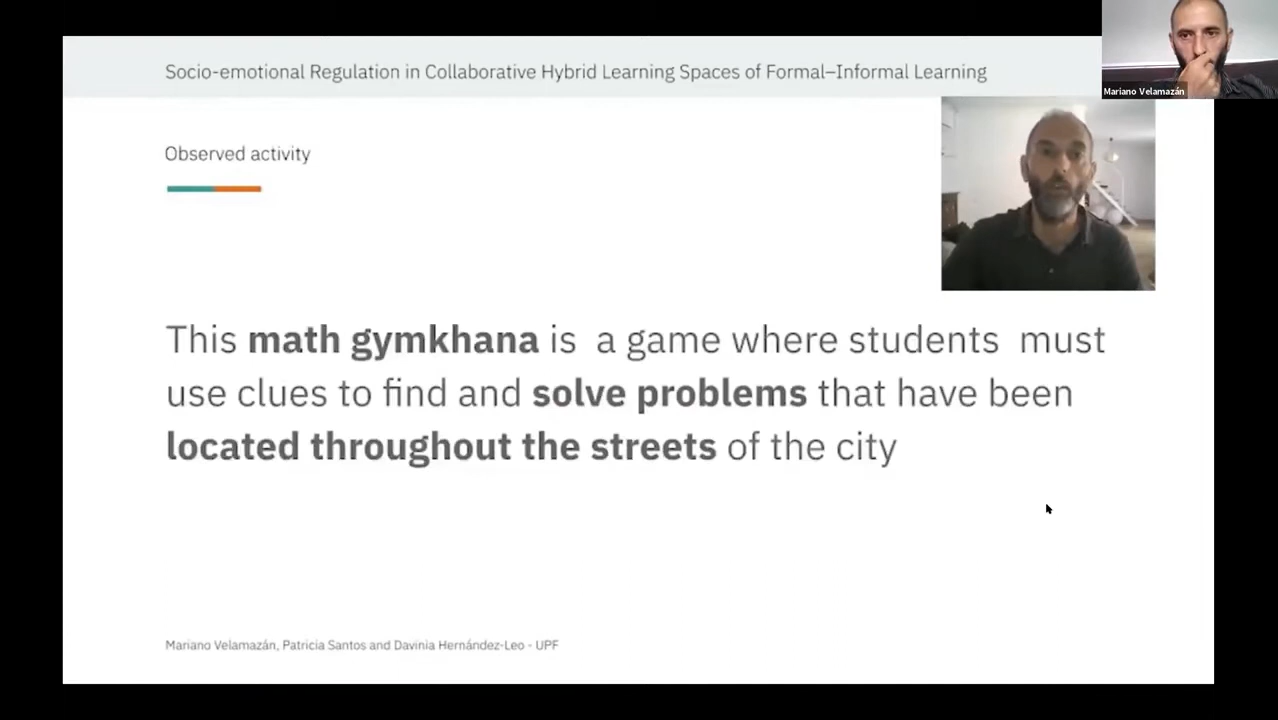 Socio-emotional Regulation in Collaborative Hybrid Learning Spaces of Formal–Informal Learning
Mariano Velamazán
Observed activity
This math gymkhana is a game where students must
use clues to find and solve problems that have been
located throughout the streets of the city
Mariano Velamazán, Patricia Santos and Davinia Hernández-Leo - UPF